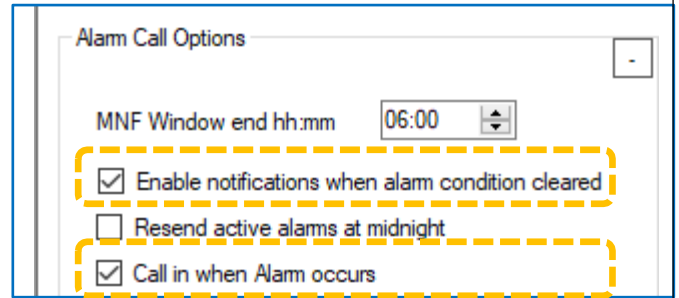 Alarm Call Options
-
MNF Window end hh:mm 06:00
Enable notifications when alarm condition cleared
Resend active alarms at midnight
Call in when Alarm occurs